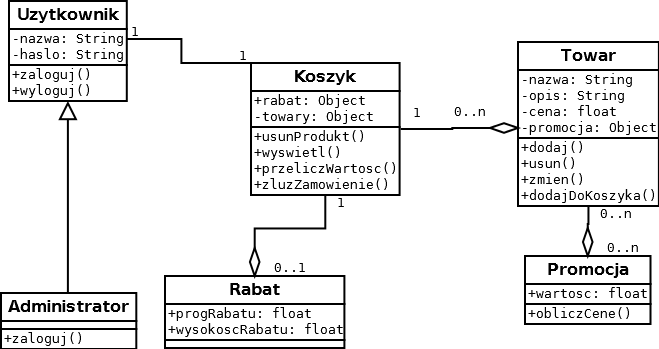 Uzytkownik
-nazwa: String
-haslo: String
+zaloguj()
+wyloguj()
1
1
Koszyk
+rabat: Object
-towary: Object
+usunProdukt()
+wyswietl()
+przeliczWartosc()
+zluzZamowienie()
1
0..n
Towar
-nazwa: String
-opis: String
-cena: float
-promocja: Object
+dodaj()
+usun()
+zmien()
+dodajDoKoszyka()
1
0..1
0..n
0..n
Rabat
+progRabatu: float
+wysokoscRabatu: float
Promocja
+wartosc: float
+obliczCene()
Administrator
+zaloguj()